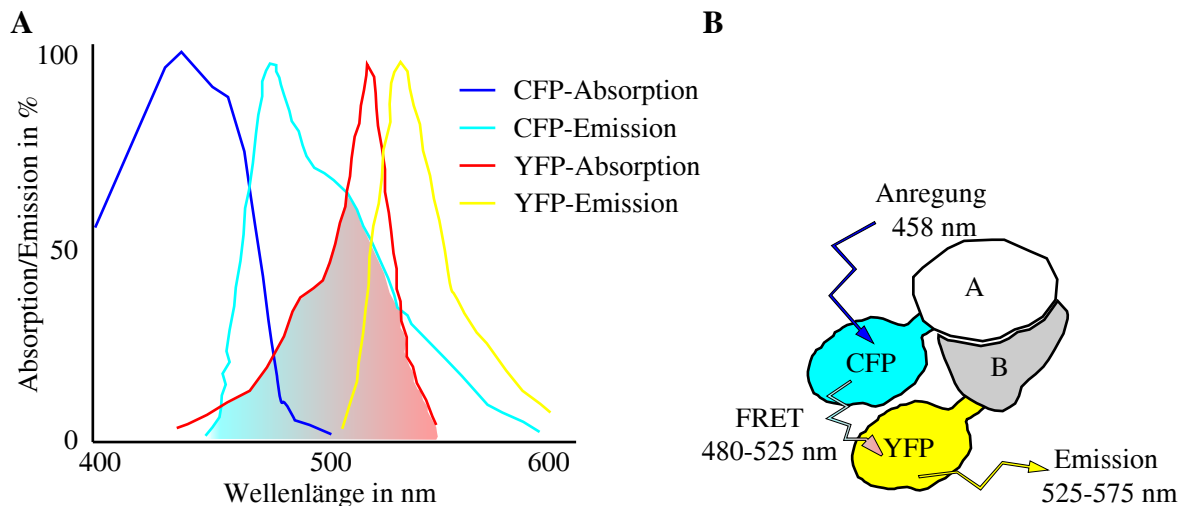 A
Absorption/Emission in %
100
50
0
400
500
600
Wellenlänge in nm
CFP-Absorption
CFP-Emission
YFP-Absorption
YFP-Emission
B
Anregung
458 nm
A
B
CFP
FRET
480-525 nm
YFP
Emission
525-575 nm